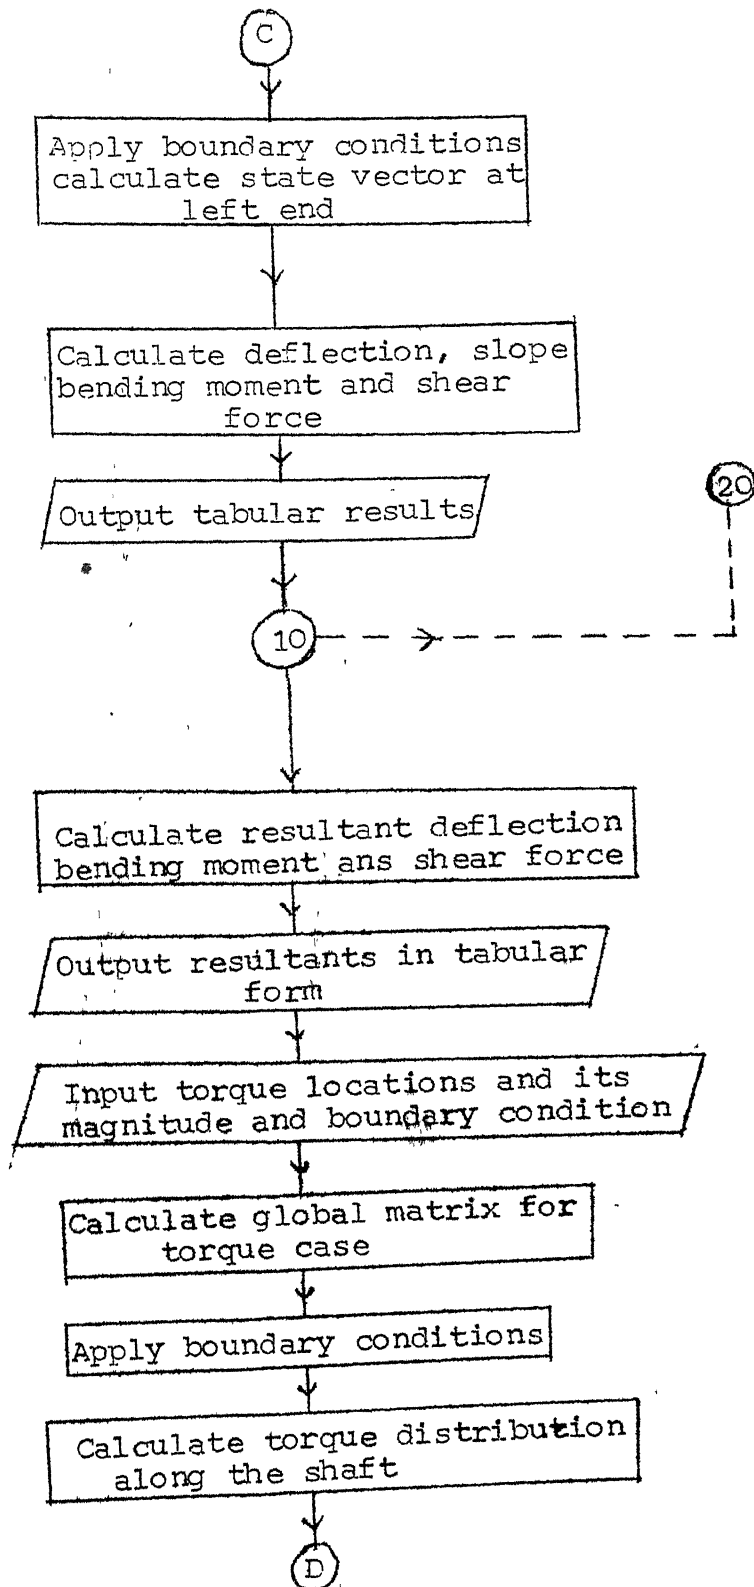 C
Apply boundary conditions
calculate state vector at
left end
Calculate deflection, slope
bending moment and shear
force
Output tabular results
20
10
Calculate resultant deflection
bending moment ans shear force
Output resultants in tabular
form
Input torque locations and its
magnitude and boundary condition
Calculate global matrix for
torque case
Apply boundary conditions
Calculate torque distribution
along the shaft
D